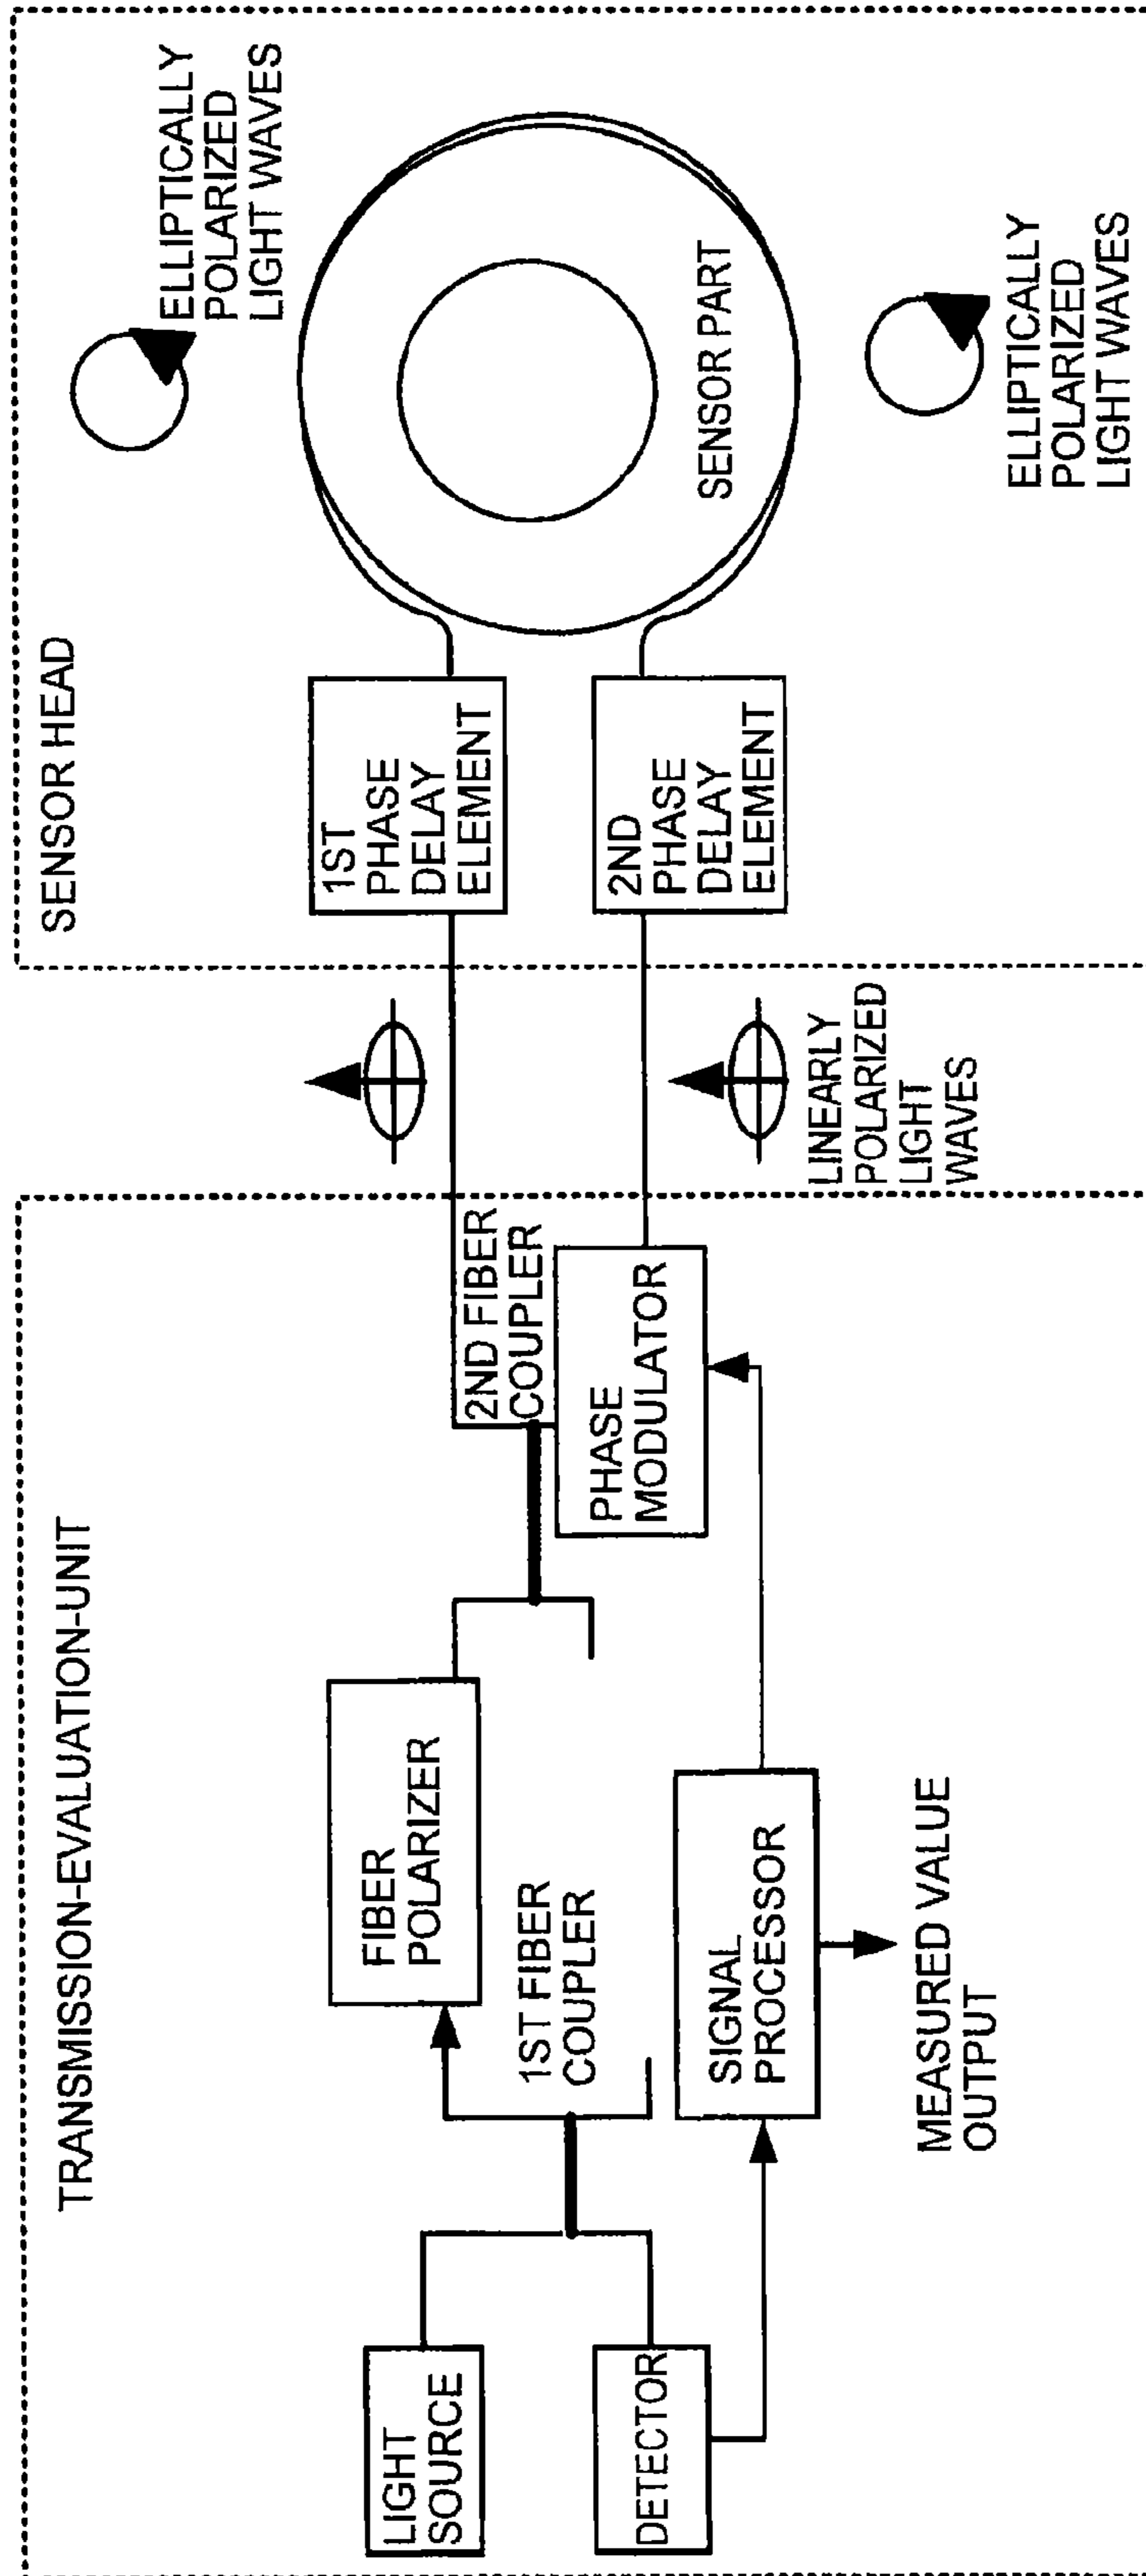 TRANSMISSION-EVALUATION-UNIT
LIGHT
SOURCE
DETECTOR
1ST FIBER
COUPLER
FIBER
POLARIZER
SIGNAL
PROCESSOR
MEASURED VALUE
OUTPUT
2ND FIBER
COUPLER
PHASE
MODULATOR
LINEARLY
POLARIZED
LIGHT
WAVES
SENSOR HEAD
1ST
PHASE
DELAY
ELEMENT
2ND
PHASE
DELAY
ELEMENT
SENSOR PART
ELLIPTICALLY
POLARIZED
LIGHT WAVES
ELLIPTICALLY
POLARIZED
LIGHT WAVES